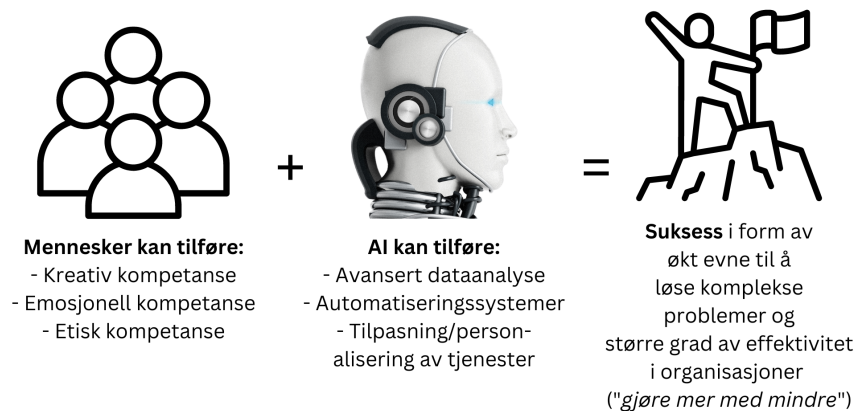 +
=
Mennesker kan tilføre:
- Kreativ kompetanse
- Emosjonell kompetanse
- Etisk kompetanse
AI kan tilføre:
- Avansert dataanalyse
- Automatiseringssystemer
- Tilpasning/person-
alisering av tjenester
Suksess i form av
økt evne til å
løse komplekse
problemer og
større grad av effektivitet
i organisasjoner
("gjøre mer med mindre")